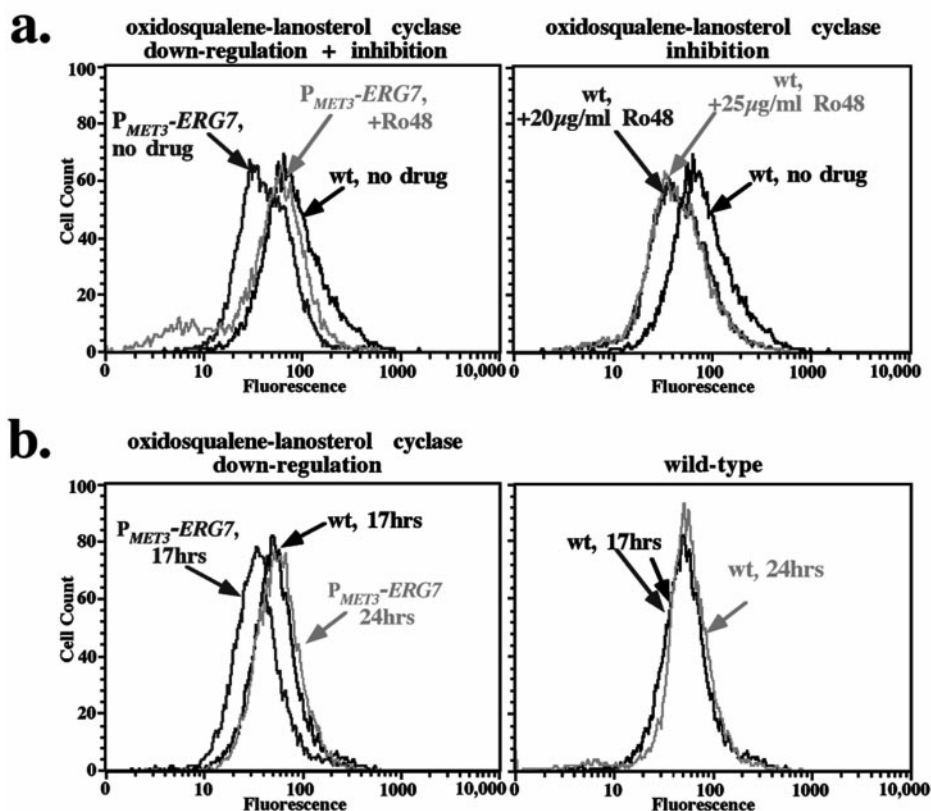 a.
oxidosqualene-lanosterol cyclase
down-regulation + inhibition
Cell Count
100
80
60
40
20
0
P_MET3-ERG7,
no drug
P_MET3-ERG7,
+Ro48
wt, no drug
0 10 100 1000 10,000
Fluorescence
oxidosqualene-lanosterol cyclase
inhibition
wt,
+20µg/ml Ro48
wt,
+25µg/ml Ro48
wt, no drug
0 10 100 1000 10,000
Fluorescence
b.
oxidosqualene-lanosterol cyclase
down-regulation
Cell Count
100
80
60
40
20
0
P_MET3-ERG7,
17hrs
wt, 17hrs
P_MET3-ERG7
24hrs
0 10 100 1000 10,000
Fluorescence
wild-type
wt, 17hrs
wt, 24hrs
0 10 100 1000 10,000
Fluorescence